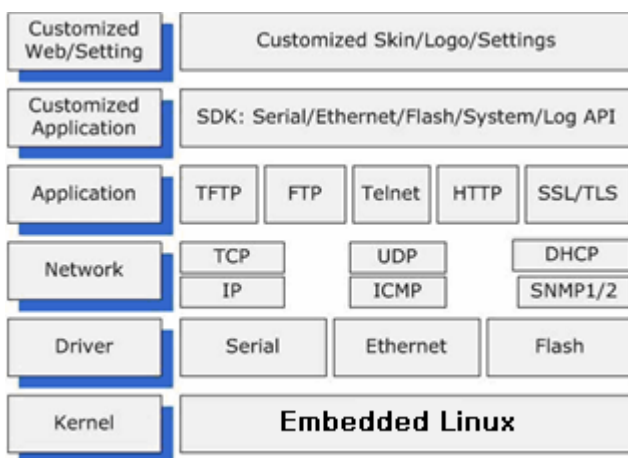 Customized
Web/Setting
Customized Skin/Logo/Settings
Customized
Application
SDK: Serial/Ethernet/Flash/System/Log API
Application
TFTP
FTP
Telnet
HTTP
SSL/TLS
Network
TCP
UDP
DHCP
IP
ICMP
SNMP1/2
Driver
Serial
Ethernet
Flash
Kernel
Embedded Linux